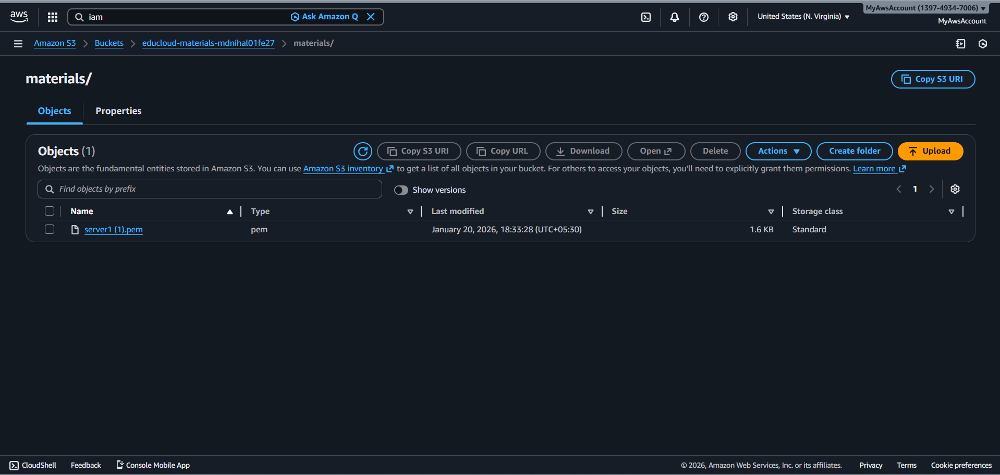 aws
iam
Ask Amazon Q
United States (N. Virginia)
MyAwsAccount (1397-4934-7006)
MyAwsAccount
Amazon S3
Buckets
educloud-materials-mdnihal01fe27
materials/
materials/
Copy S3 URI
Objects
Properties
Objects (1)
Copy S3 URI
Copy URL
Download
Open
Delete
Actions
Create folder
Upload
Objects are the fundamental entities stored in Amazon S3. You can use Amazon S3 inventory to get a list of all objects in your bucket. For others to access your objects, you'll need to explicitly grant them permissions. Learn more
Find objects by prefix
Show versions
1
Name
Type
Last modified
Size
Storage class
server1 (1).pem
pem
January 20, 2026, 18:33:28 (UTC+05:30)
1.6 KB
Standard
CloudShell
Feedback
Console Mobile App
© 2026, Amazon Web Services, Inc. or its affiliates.
Privacy
Terms
Cookie preferences